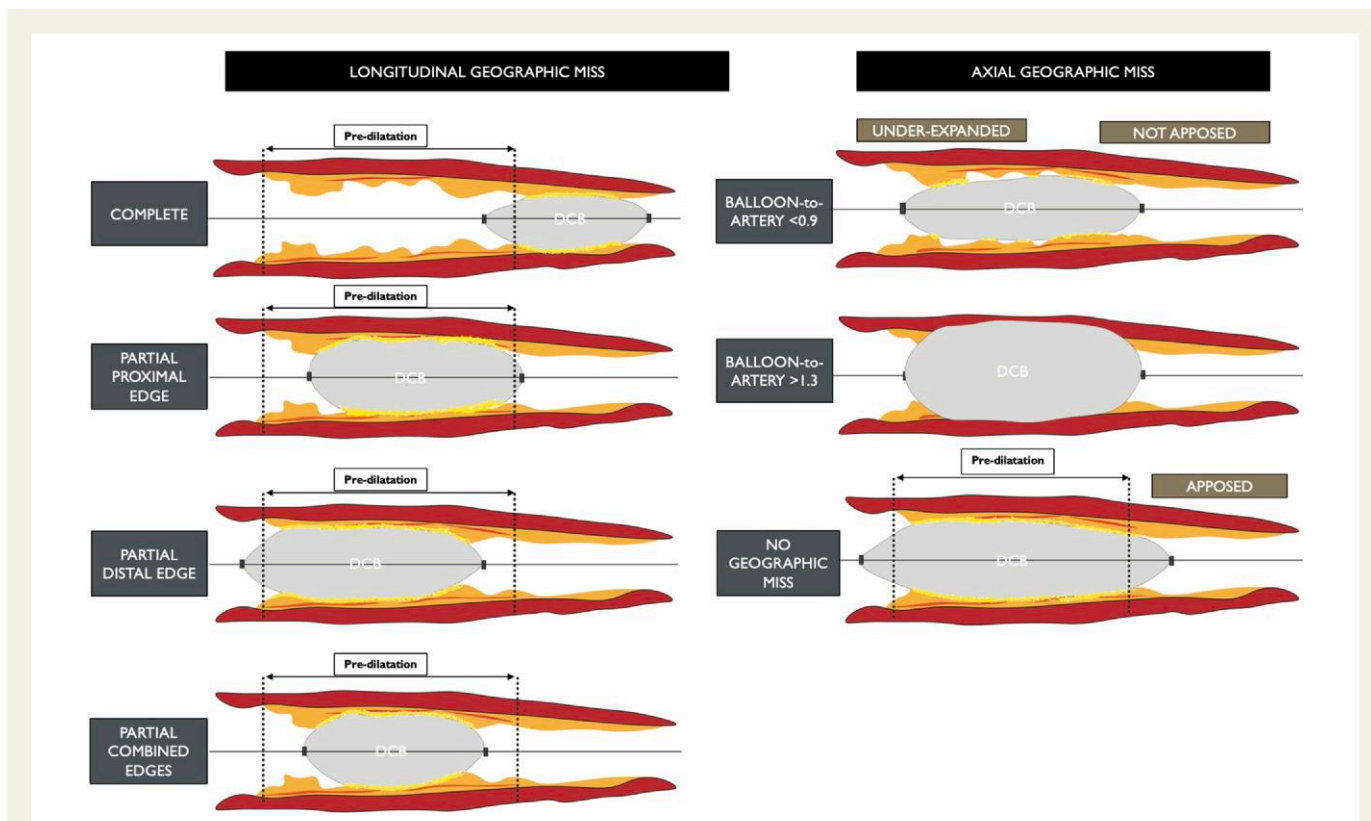 LONGITUDINAL GEOGRAPHIC MISS
Pre-dilatation
COMPLETE
DCB
Pre-dilatation
PARTIAL
PROXIMAL
EDGE
DCB
Pre-dilatation
PARTIAL
DISTAL EDGE
DCB
Pre-dilatation
PARTIAL
COMBINED
EDGES
DCB
AXIAL GEOGRAPHIC MISS
UNDER-EXPANDED
NOT APPOSED
BALLOON-to-
ARTERY <0.9
DCB
BALLOON-to-
ARTERY >1.3
DCB
Pre-dilatation
APPOSED
NO
GEOGRAPHIC
MISS
DCB